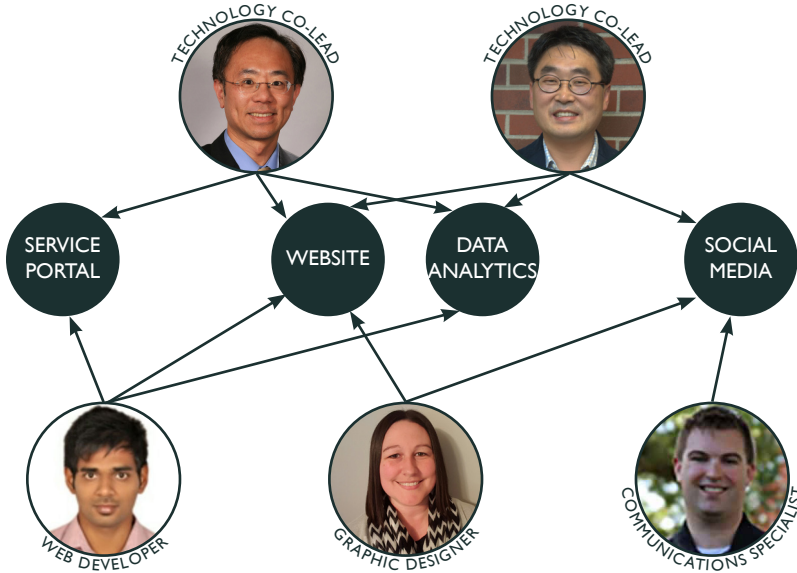 TECHNOLOGY CO-LEAD
TECHNOLOGY CO-LEAD
SERVICE
PORTAL
WEBSITE
DATA
ANALYTICS
SOCIAL
MEDIA
WEB DEVELOPER
GRAPHIC DESIGNER
COMMUNICATIONS SPECIALIST